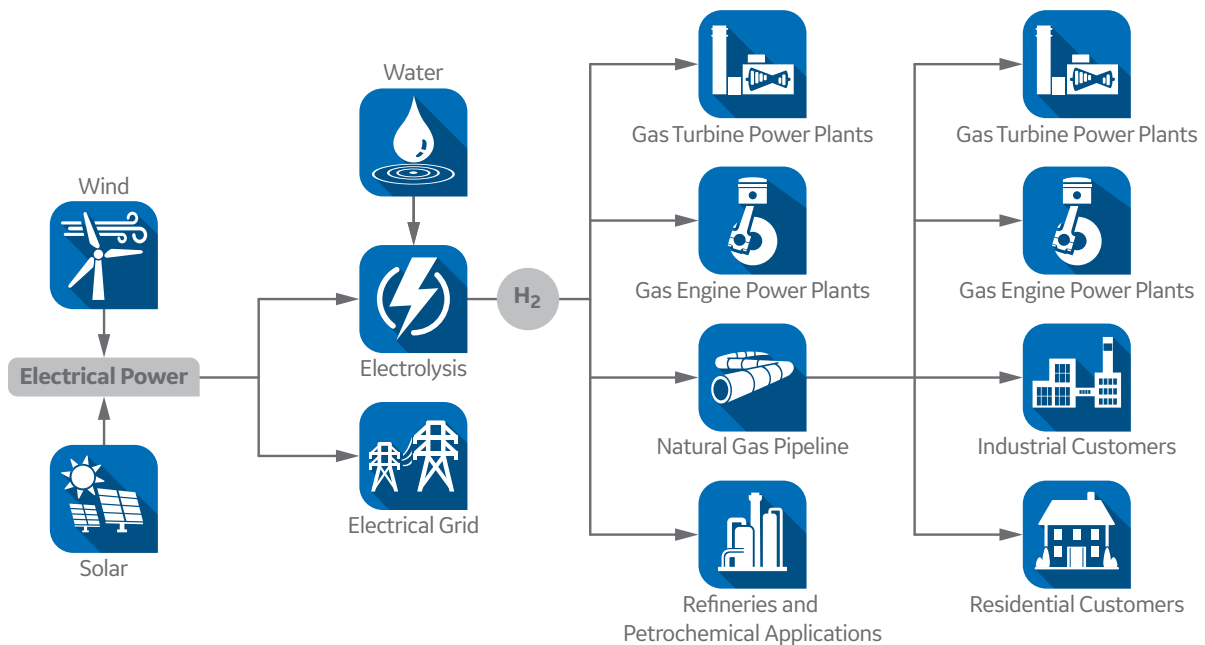 Wind
Electrical Power
Solar
Water
Electrolysis
Electrical Grid
H₂
Gas Turbine Power Plants
Gas Engine Power Plants
Natural Gas Pipeline
Refineries and
Petrochemical Applications
Gas Turbine Power Plants
Gas Engine Power Plants
Industrial Customers
Residential Customers